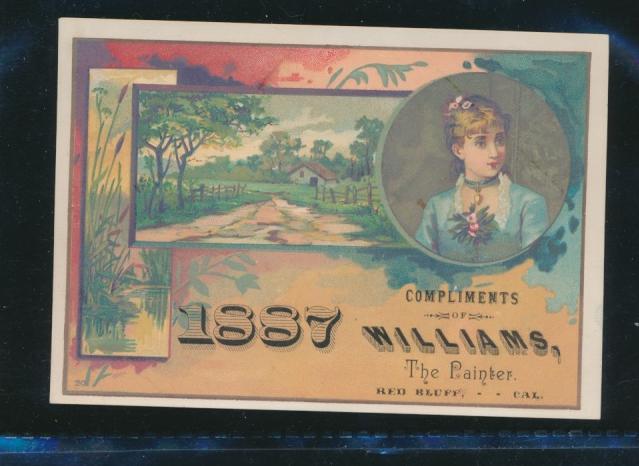 1887
COMPLIMENTS
OF
WILLIAMS,
The Painter.
RED BLUFF, - - CAL.